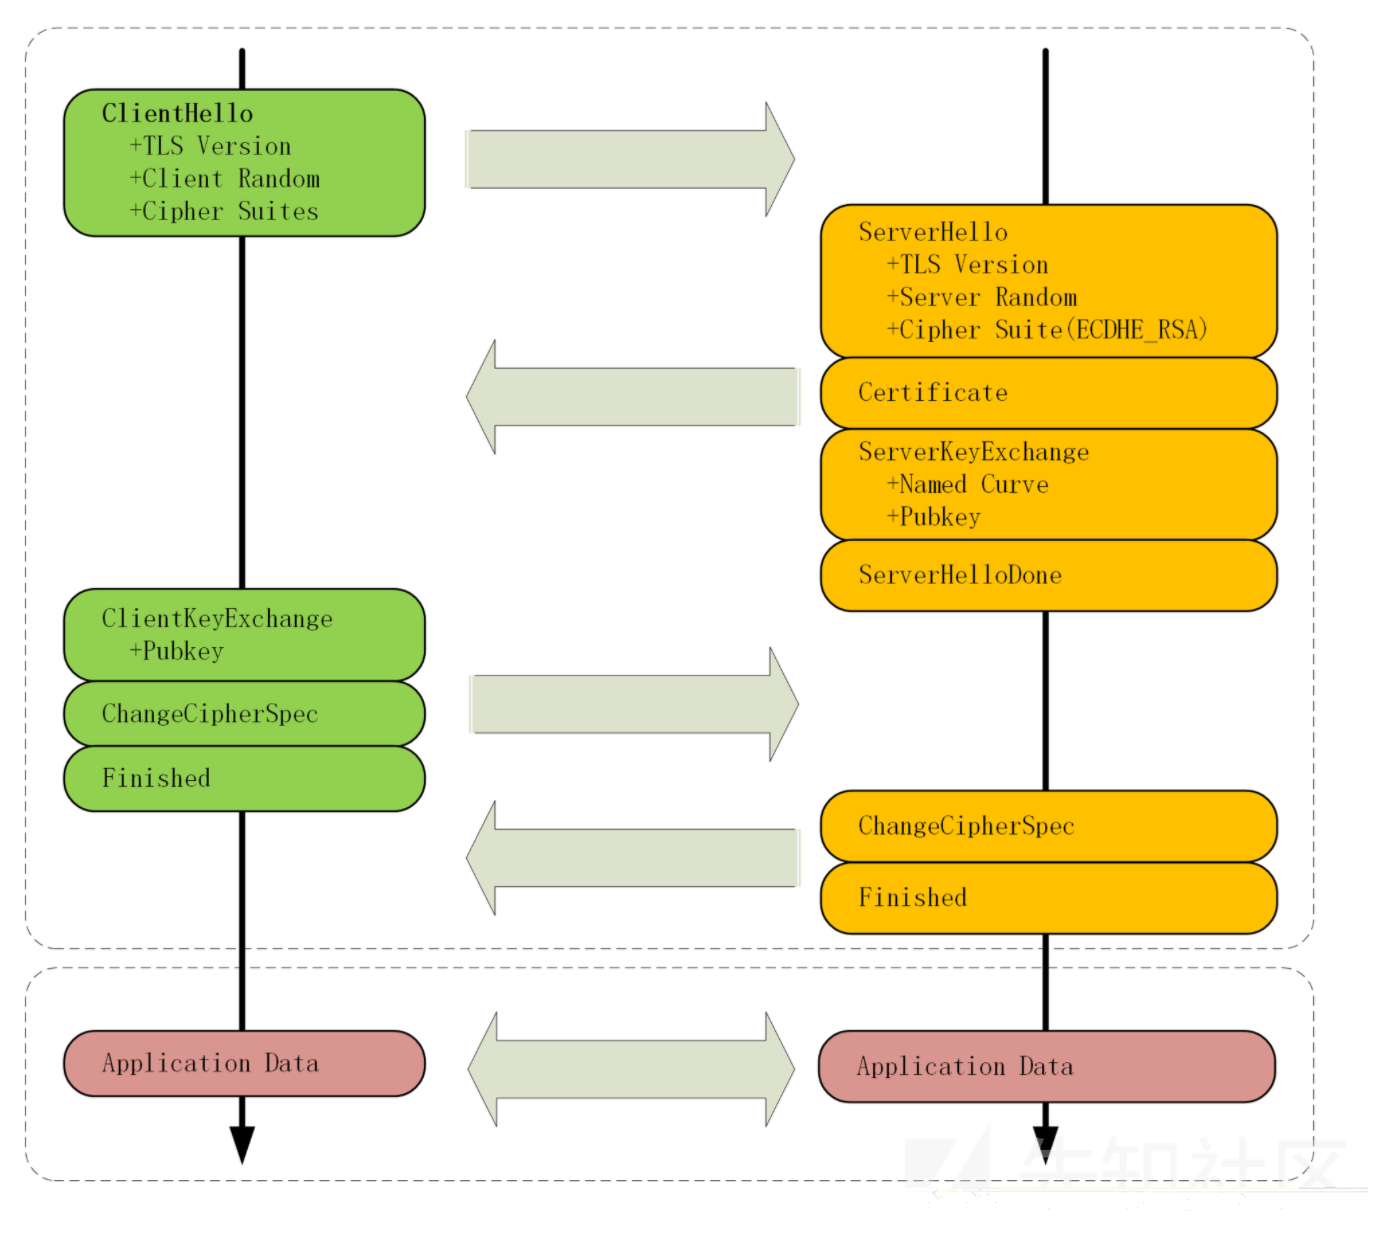 ClientHello
+TLS Version
+Client Random
+Cipher Suites
ServerHello
+TLS Version
+Server Random
+Cipher Suite(ECDHE_RSA)
Certificate
ServerKeyExchange
+Named Curve
+Pubkey
ServerHelloDone
ClientKeyExchange
+Pubkey
ChangeCipherSpec
Finished
ChangeCipherSpec
Finished
Application Data
Application Data
先知社区